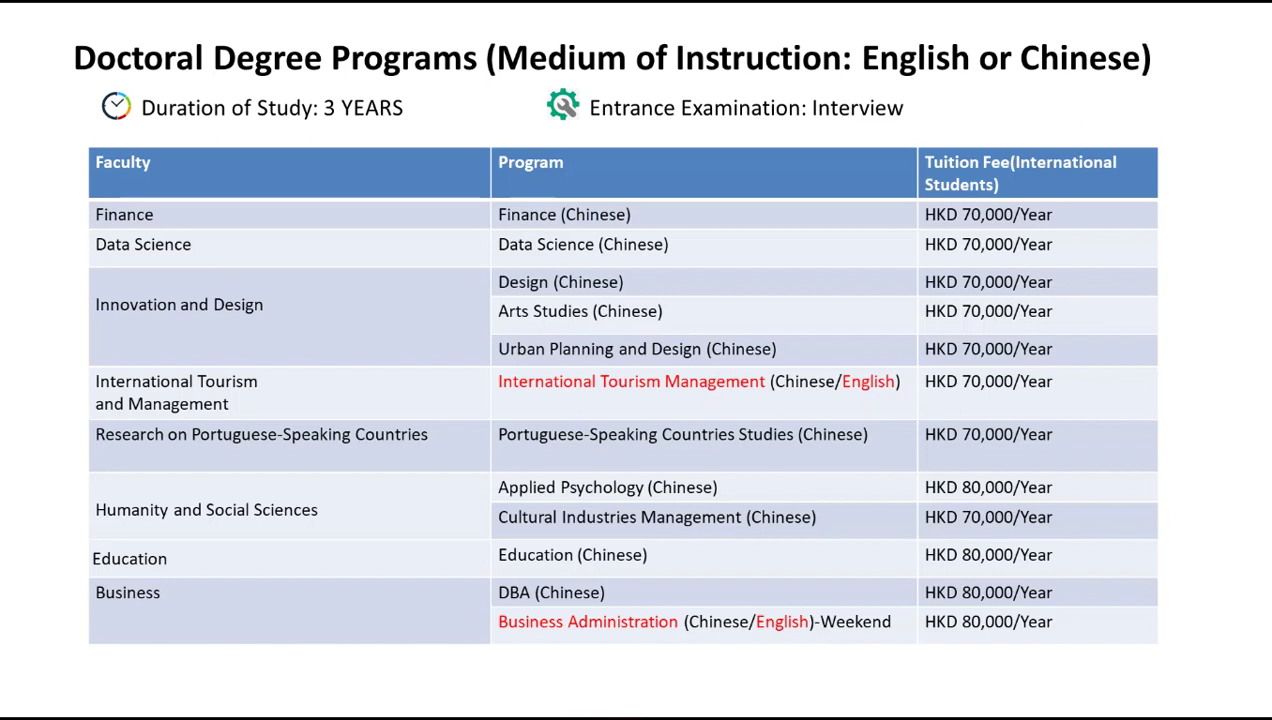 Doctoral Degree Programs (Medium of Instruction: English or Chinese)
Duration of Study: 3 YEARS
Entrance Examination: Interview
Faculty
Program
Tuition Fee(International
Students)
Finance
Finance (Chinese)
HKD 70,000/Year
Data Science
Data Science (Chinese)
HKD 70,000/Year
Innovation and Design
Design (Chinese)
HKD 70,000/Year
Arts Studies (Chinese)
HKD 70,000/Year
Urban Planning and Design (Chinese)
HKD 70,000/Year
International Tourism
and Management
International Tourism Management (Chinese/English)
HKD 70,000/Year
Research on Portuguese-Speaking Countries
Portuguese-Speaking Countries Studies (Chinese)
HKD 70,000/Year
Humanity and Social Sciences
Applied Psychology (Chinese)
HKD 80,000/Year
Cultural Industries Management (Chinese)
HKD 70,000/Year
Education
Education (Chinese)
HKD 80,000/Year
Business
DBA (Chinese)
HKD 80,000/Year
Business Administration (Chinese/English)-Weekend
HKD 80,000/Year